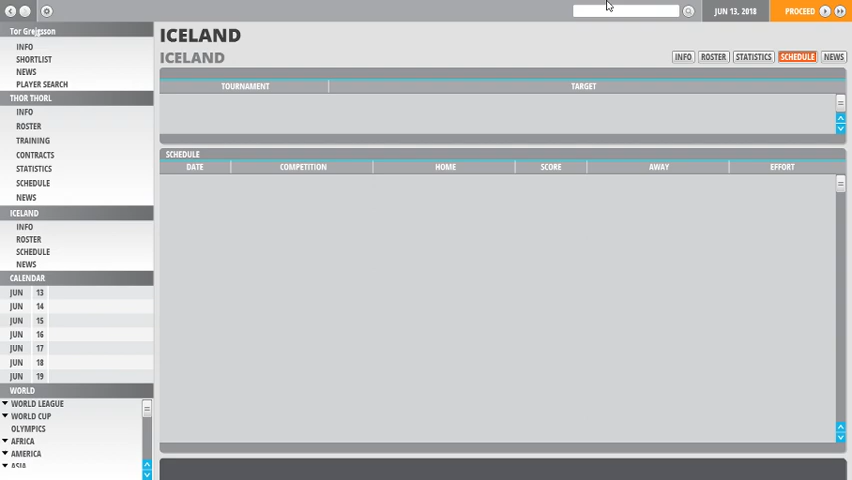 JUN 13, 2018 PROCEED
Tor Grejgsson
INFO
SHORTLIST
NEWS
PLAYER SEARCH
THOR THORL
INFO
ROSTER
TRAINING
CONTRACTS
STATISTICS
SCHEDULE
NEWS
ICELAND
INFO
ROSTER
SCHEDULE
NEWS
CALENDAR
JUN 13
JUN 14
JUN 15
JUN 16
JUN 17
JUN 18
JUN 19
WORLD
WORLD LEAGUE
WORLD CUP
OLYMPICS
AFRICA
AMERICA
ASIA
ICELAND
ICELAND
INFO ROSTER STATISTICS SCHEDULE NEWS
TOURNAMENT TARGET
SCHEDULE
DATE COMPETITION HOME SCORE AWAY EFFORT